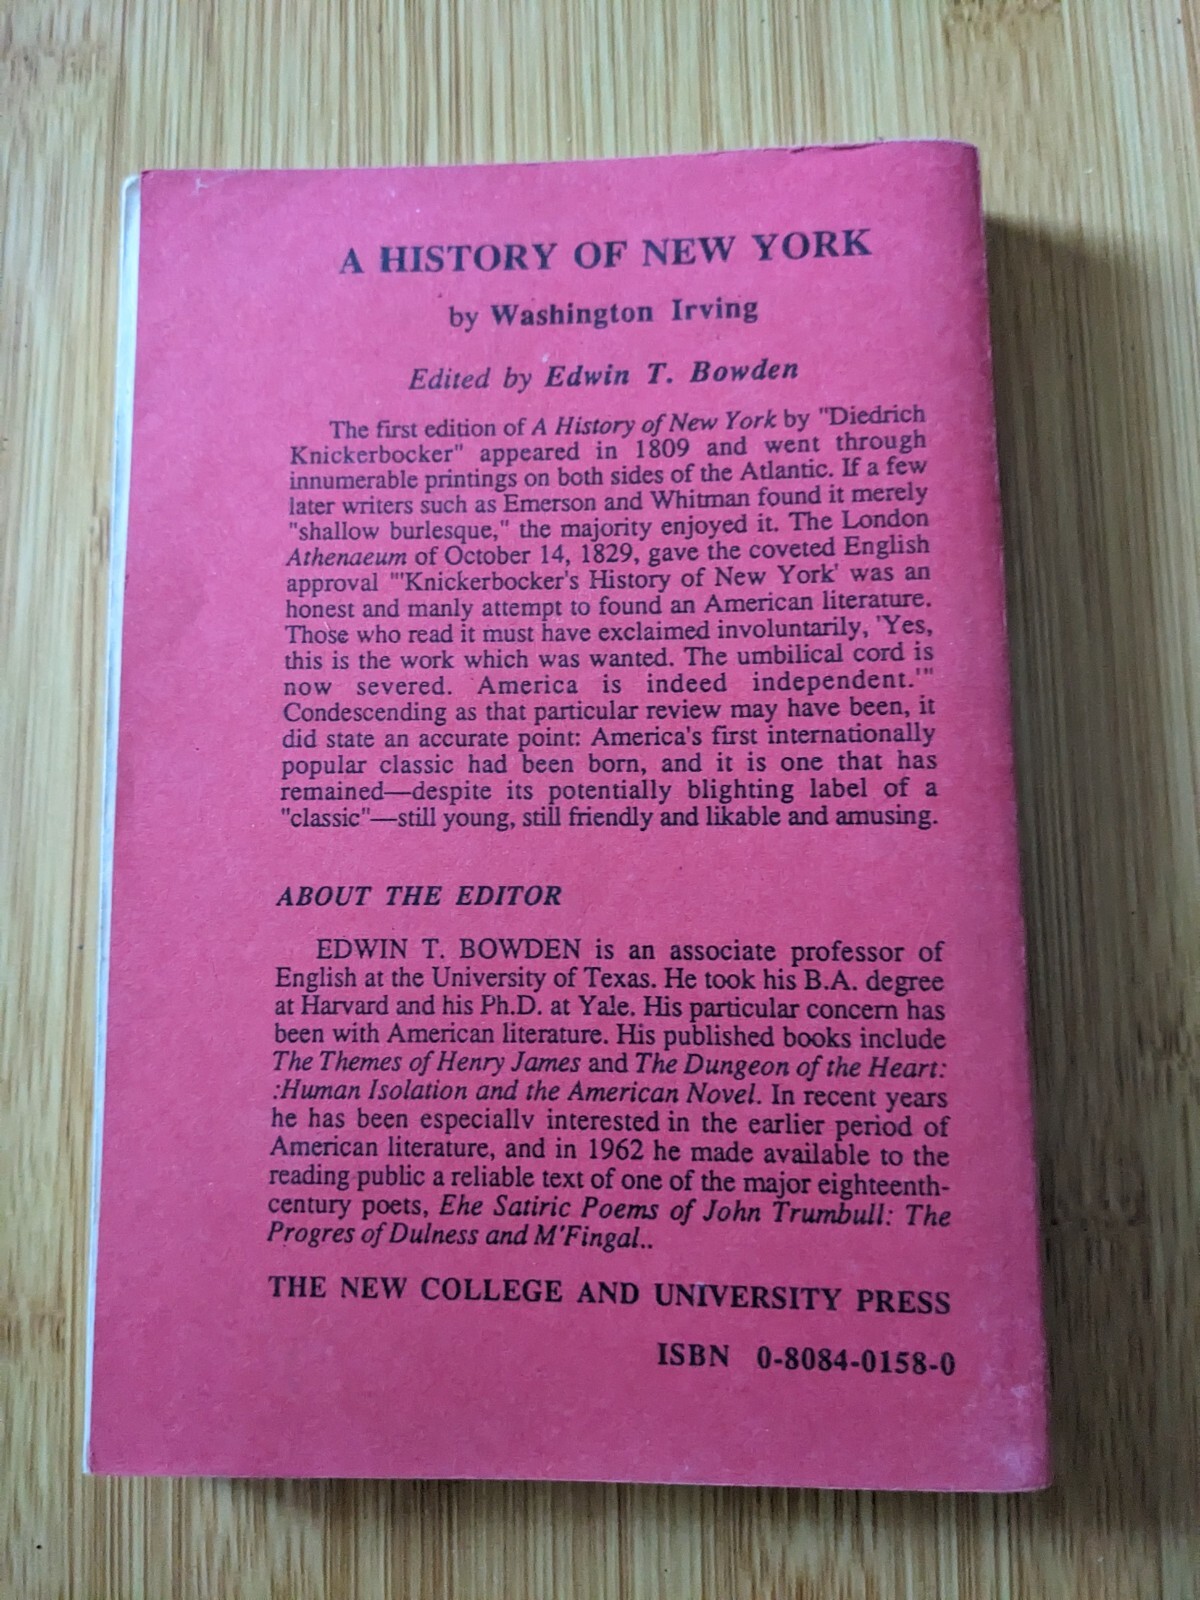 A HISTORY OF NEW YORK
by Washington Irving
Edited by Edwin T. Bowden
The first edition of A History of New York by "Diedrich
Knickerbocker" appeared in 1809 and went through
innumerable printings on both sides of the Atlantic. If a few
later writers such as Emerson and Whitman found it merely
"shallow burlesque," the majority enjoyed it. The London
Athenaeum of October 14, 1829, gave the coveted English
approval "'Knickerbocker's History of New York' was an
honest and manly attempt to found an American literature.
Those who read it must have exclaimed involuntarily, 'Yes,
this is the work which was wanted. The umbilical cord is
now severed. America is indeed independent.'"
Condescending as that particular review may have been, it
did state an accurate point: America's first internationally
popular classic had been born, and it is one that has
remained—despite its potentially blighting label of a
"classic"—still young, still friendly and likable and amusing.
ABOUT THE EDITOR
EDWIN T. BOWDEN is an associate professor of
English at the University of Texas. He took his B.A. degree
at Harvard and his Ph.D. at Yale. His particular concern has
been with American literature. His published books include
The Themes of Henry James and The Dungeon of the Heart:
:Human Isolation and the American Novel. In recent years
he has been especially interested in the earlier period of
American literature, and in 1962 he made available to the
reading public a reliable text of one of the major eighteenth-
century poets, Ehe Satiric Poems of John Trumbull: The
Progres of Dulness and M'Fingal..
THE NEW COLLEGE AND UNIVERSITY PRESS
ISBN 0-8084-0158-0